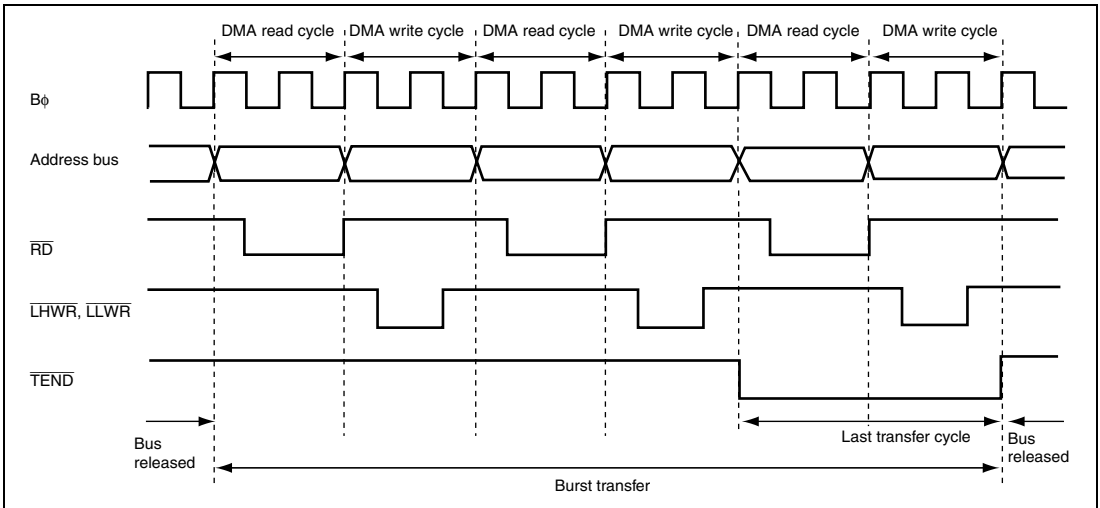 DMA read cycle DMA write cycle DMA read cycle DMA write cycle DMA read cycle DMA write cycle
Bϕ
Address bus
RD
LHWR, LLWR
TEND
Last transfer cycle
Bus released
Bus released
Burst transfer